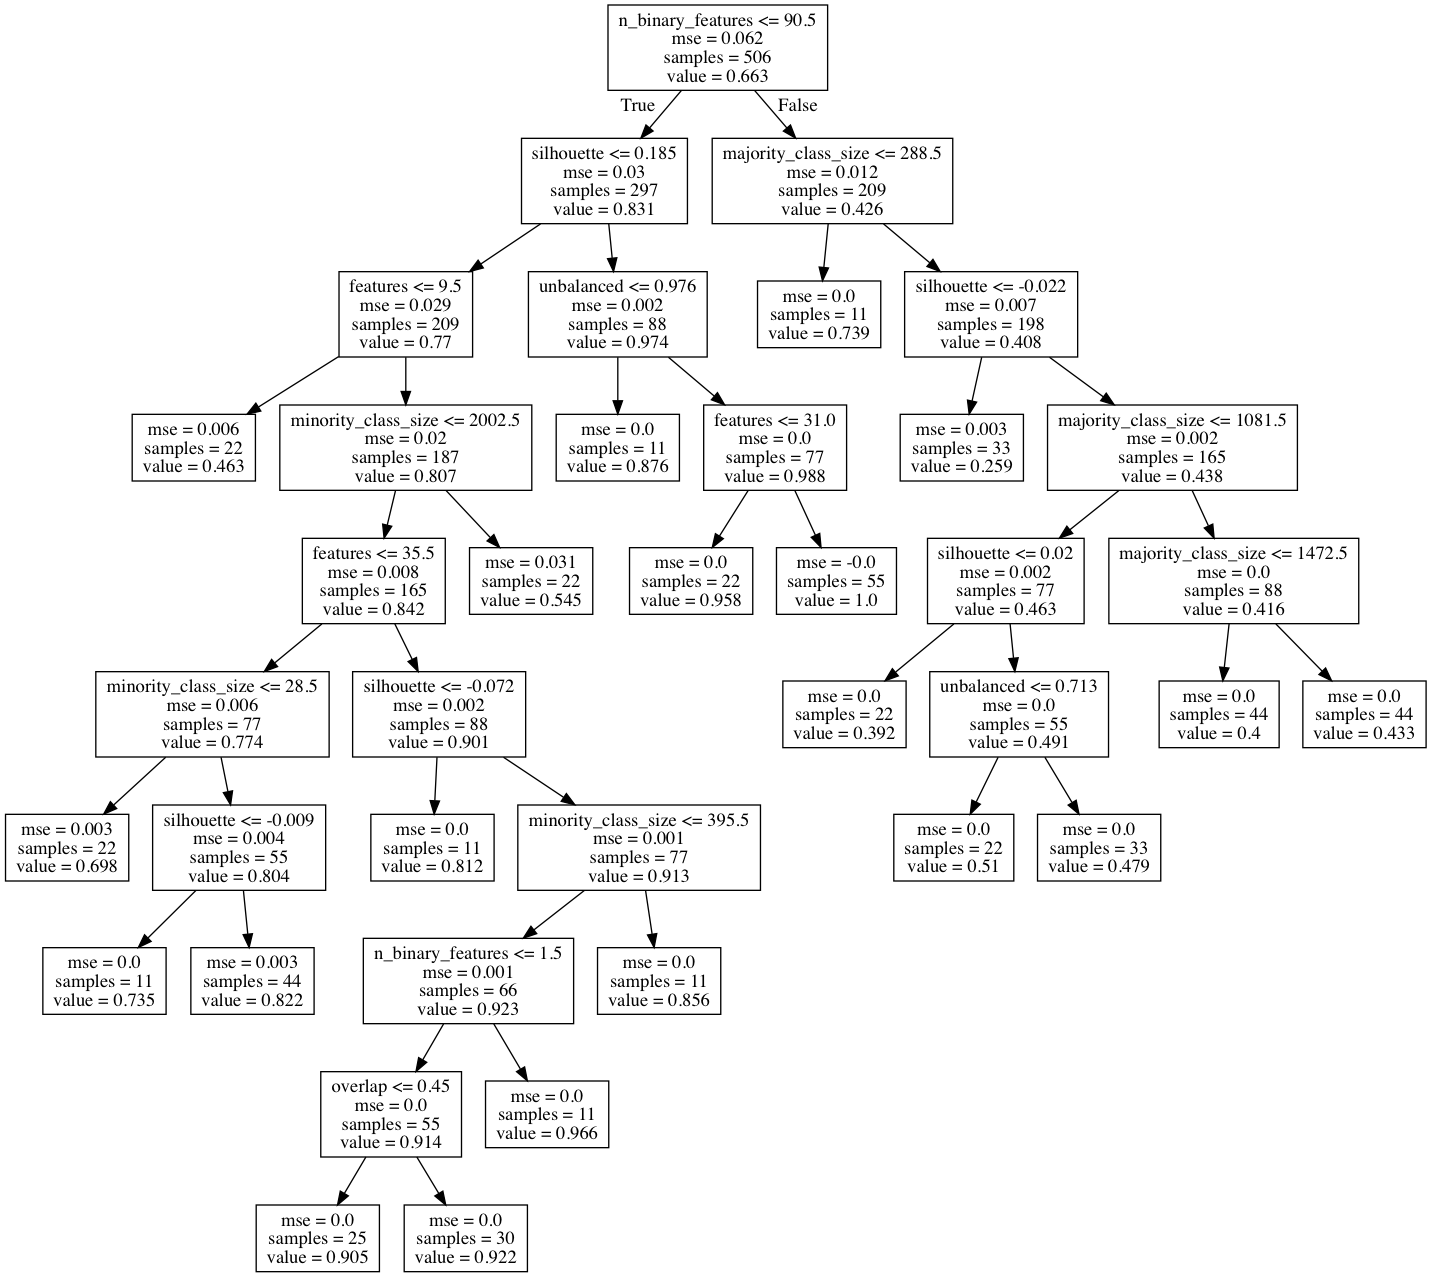 n_binary_features <= 90.5
mse = 0.062
samples = 506
value = 0.663
True
False
silhouette <= 0.185
mse = 0.03
samples = 297
value = 0.831
majority_class_size <= 288.5
mse = 0.012
samples = 209
value = 0.426
features <= 9.5
mse = 0.029
samples = 209
value = 0.77
unbalanced <= 0.976
mse = 0.002
samples = 88
value = 0.974
mse = 0.0
samples = 11
value = 0.739
silhouette <= -0.022
mse = 0.007
samples = 198
value = 0.408
mse = 0.006
samples = 22
value = 0.463
minority_class_size <= 2002.5
mse = 0.02
samples = 187
value = 0.807
mse = 0.0
samples = 11
value = 0.876
features <= 31.0
mse = 0.0
samples = 77
value = 0.988
mse = 0.003
samples = 33
value = 0.259
majority_class_size <= 1081.5
mse = 0.002
samples = 165
value = 0.438
features <= 35.5
mse = 0.008
samples = 165
value = 0.842
mse = 0.031
samples = 22
value = 0.545
mse = 0.0
samples = 22
value = 0.958
mse = -0.0
samples = 55
value = 1.0
silhouette <= 0.02
mse = 0.002
samples = 77
value = 0.463
majority_class_size <= 1472.5
mse = 0.0
samples = 88
value = 0.416
minority_class_size <= 28.5
mse = 0.006
samples = 77
value = 0.774
silhouette <= -0.072
mse = 0.002
samples = 88
value = 0.901
mse = 0.0
samples = 22
value = 0.392
unbalanced <= 0.713
mse = 0.0
samples = 55
value = 0.491
mse = 0.0
samples = 44
value = 0.4
mse = 0.0
samples = 44
value = 0.433
mse = 0.003
samples = 22
value = 0.698
silhouette <= -0.009
mse = 0.004
samples = 55
value = 0.804
mse = 0.0
samples = 11
value = 0.812
minority_class_size <= 395.5
mse = 0.001
samples = 77
value = 0.913
mse = 0.0
samples = 22
value = 0.51
mse = 0.0
samples = 33
value = 0.479
mse = 0.0
samples = 11
value = 0.735
mse = 0.003
samples = 44
value = 0.822
n_binary_features <= 1.5
mse = 0.001
samples = 66
value = 0.923
mse = 0.0
samples = 11
value = 0.856
overlap <= 0.45
mse = 0.0
samples = 55
value = 0.914
mse = 0.0
samples = 11
value = 0.966
mse = 0.0
samples = 25
value = 0.905
mse = 0.0
samples = 30
value = 0.922